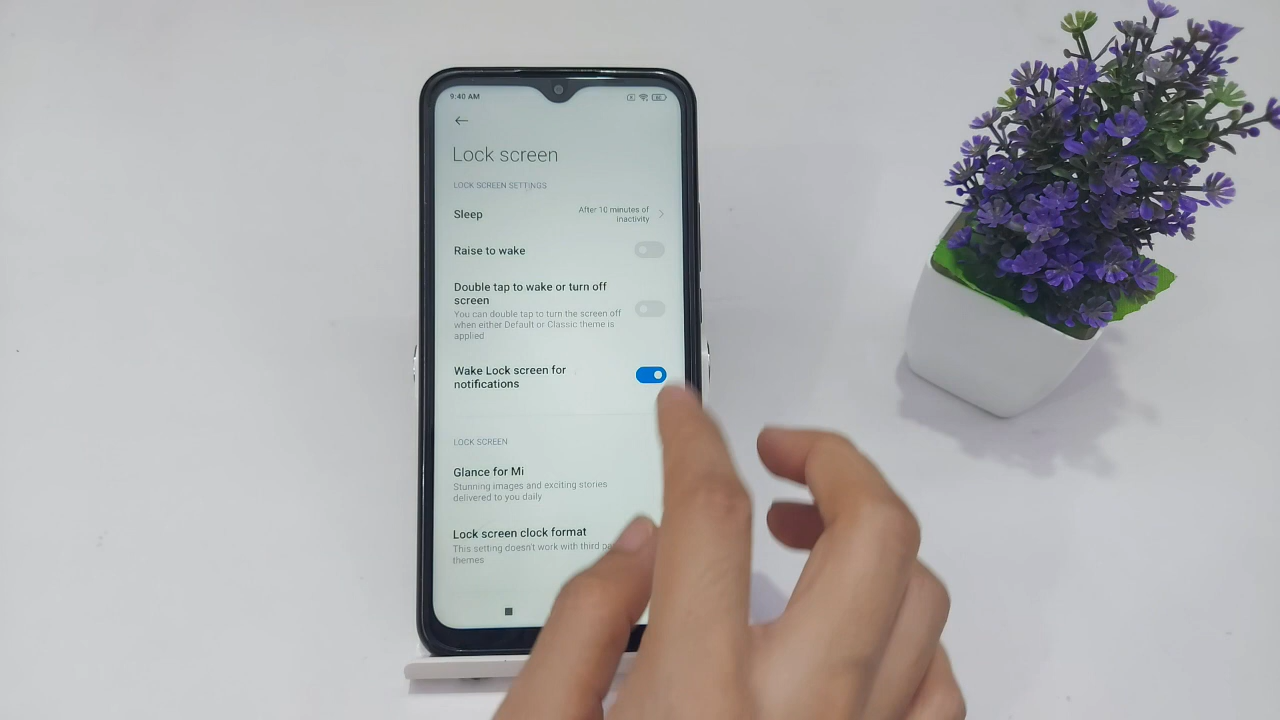 9:40 AM
Lock screen
LOCK SCREEN SETTINGS
Sleep
After 10 minutes of
inactivity
Raise to wake
Double tap to wake or turn off
screen
You can double tap to turn the screen off
when either Default or Classic theme is
applied
Wake Lock screen for
notifications
LOCK SCREEN
Glance for Mi
Stunning images and exciting stories
delivered to you daily
Lock screen clock format
This setting doesn't work with third
themes